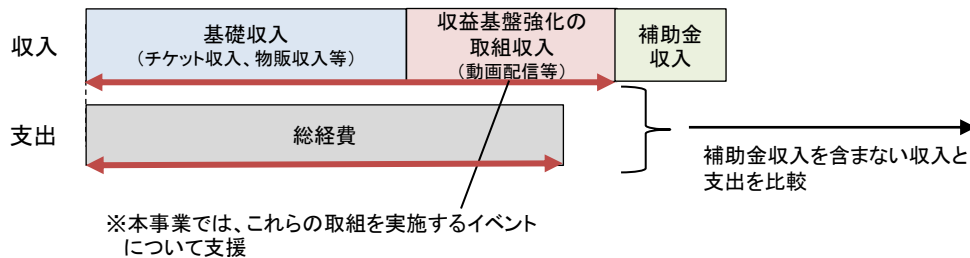 収入
基礎収入
（チケット収入、物販収入等）
収益基盤強化の
取組収入
（動画配信等）
補助金
収入
支出
総経費
補助金収入を含まない収入と
支出を比較
※本事業では、これらの取組を実施するイベント
について支援